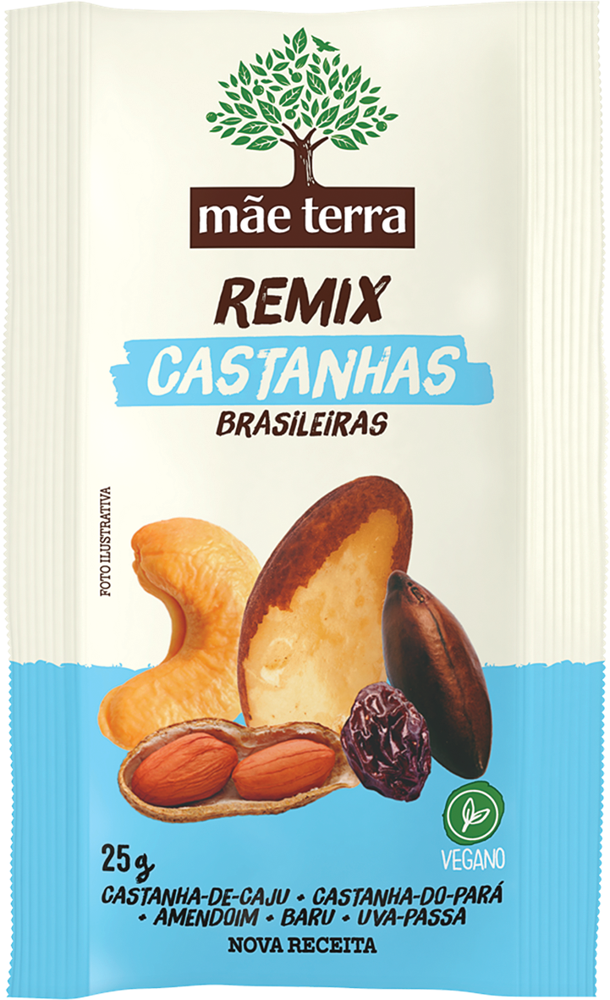 mãe terra
REMIX
CASTANHAS
BRASILEIRAS
FOTO ILUSTRATIVA
VEGANO
25g
CASTANHA-DE-CAJU • CASTANHA-DO-PARÁ
• AMENDOIM • BARU • UVA-PASSA
NOVA RECEITA